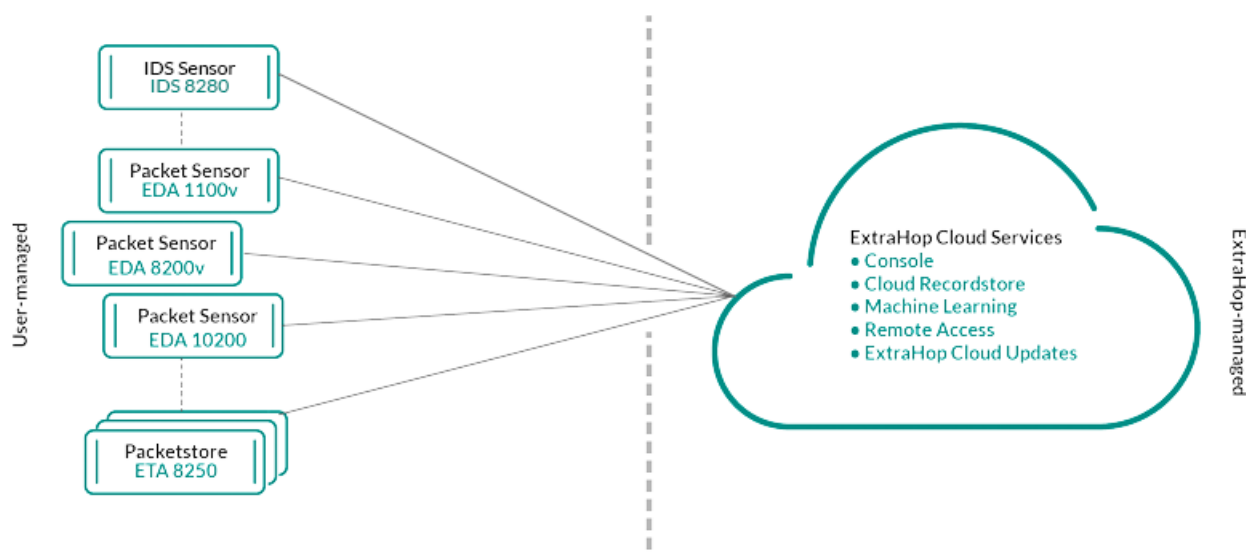 User-managed
IDS Sensor
IDS 8280
Packet Sensor
EDA 1100v
Packet Sensor
EDA 8200v
Packet Sensor
EDA 10200
Packetstore
ETA 8250
ExtraHop Cloud Services
• Console
• Cloud Recordstore
• Machine Learning
• Remote Access
• ExtraHop Cloud Updates
ExtraHop-managed